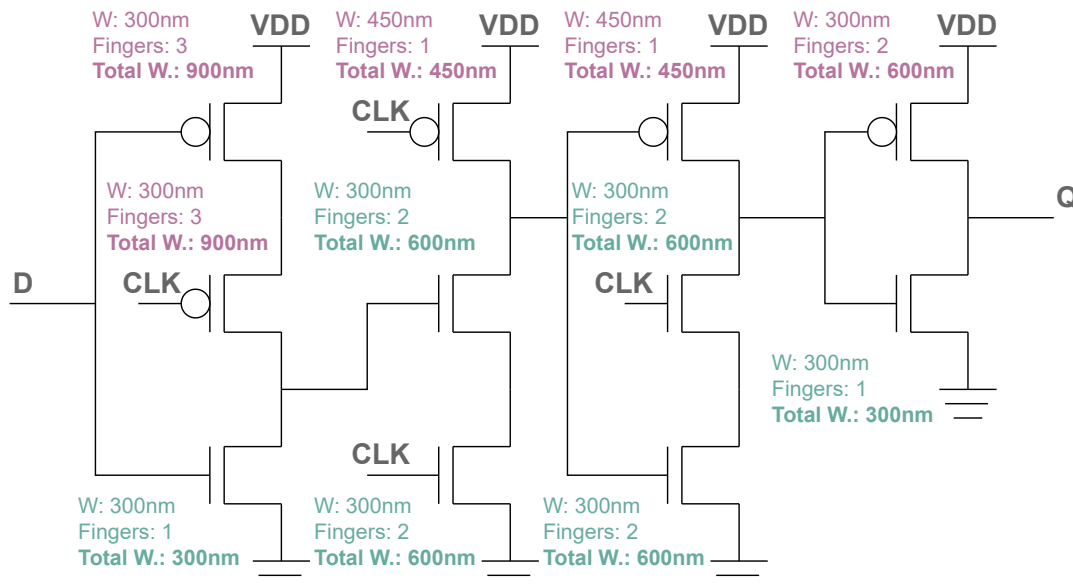 W: 300nm
Fingers: 3
Total W.: 900nm
VDD
W: 450nm
Fingers: 1
Total W.: 450nm
VDD
W: 450nm
Fingers: 1
Total W.: 450nm
VDD
W: 300nm
Fingers: 2
Total W.: 600nm
VDD
CLK
W: 300nm
Fingers: 3
Total W.: 900nm
W: 300nm
Fingers: 2
Total W.: 600nm
W: 300nm
Fingers: 2
Total W.: 600nm
Q
D
CLK
CLK
W: 300nm
Fingers: 1
Total W.: 300nm
CLK
W: 300nm
Fingers: 1
Total W.: 300nm
W: 300nm
Fingers: 2
Total W.: 600nm
W: 300nm
Fingers: 2
Total W.: 600nm